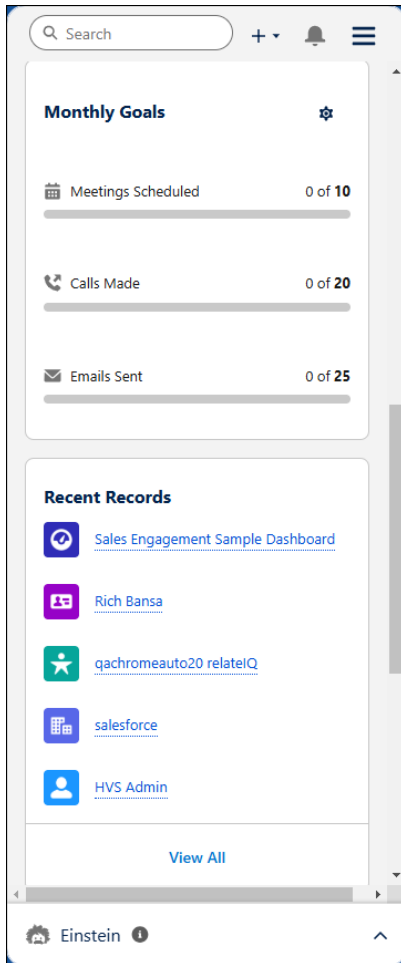 Search
Monthly Goals
Meetings Scheduled 0 of 10
Calls Made 0 of 20
Emails Sent 0 of 25
Recent Records
Sales Engagement Sample Dashboard
Rich Bansa
qachromeauto20 relateIQ
salesforce
HVS Admin
View All
Einstein